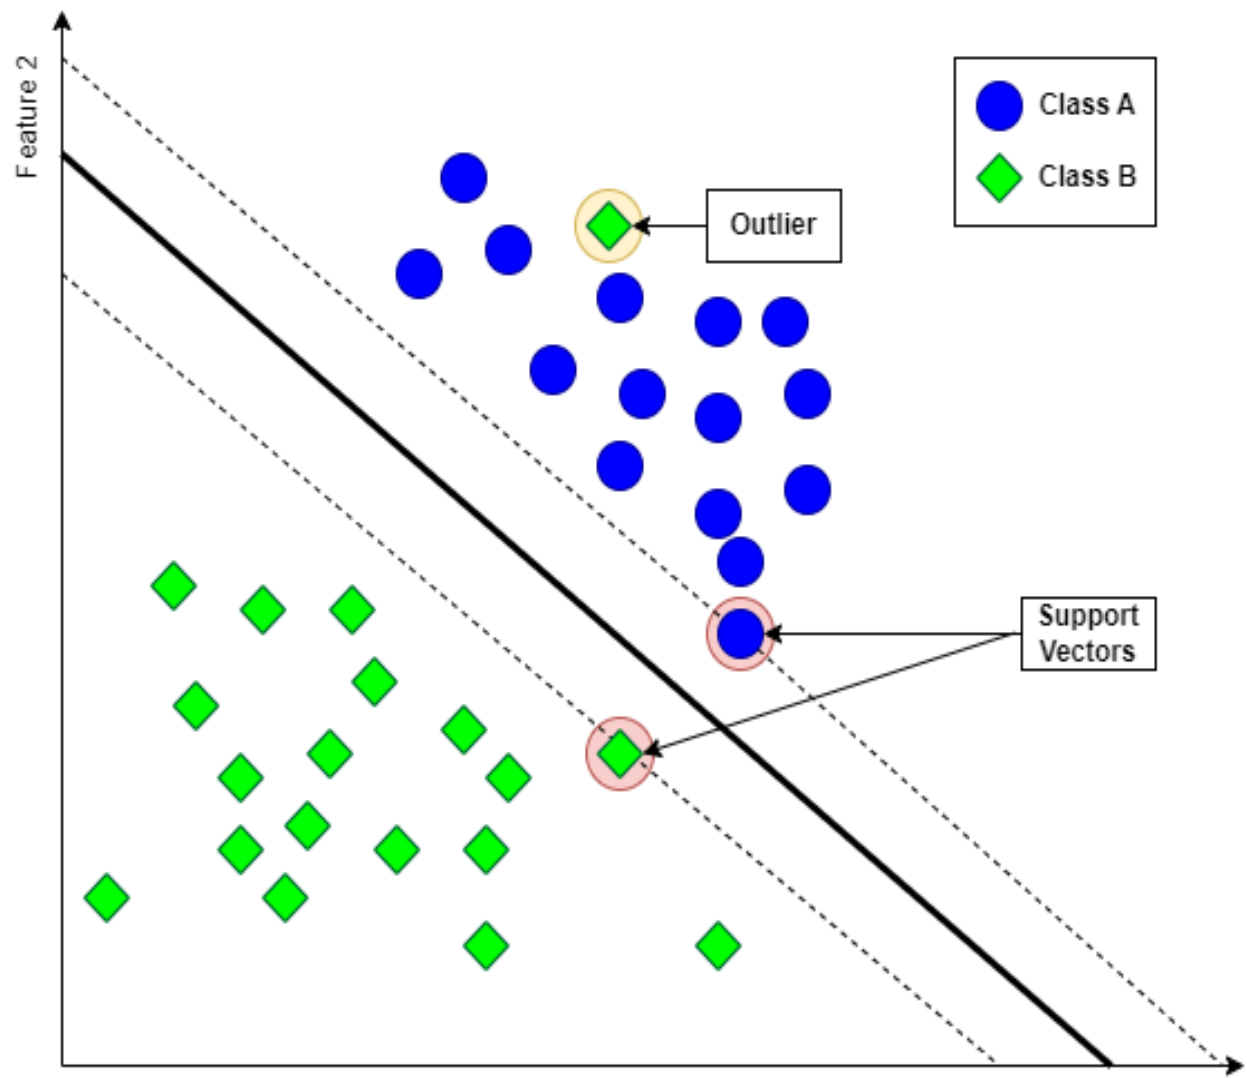 Feature 2
Class A
Class B
Outlier
Support
Vectors